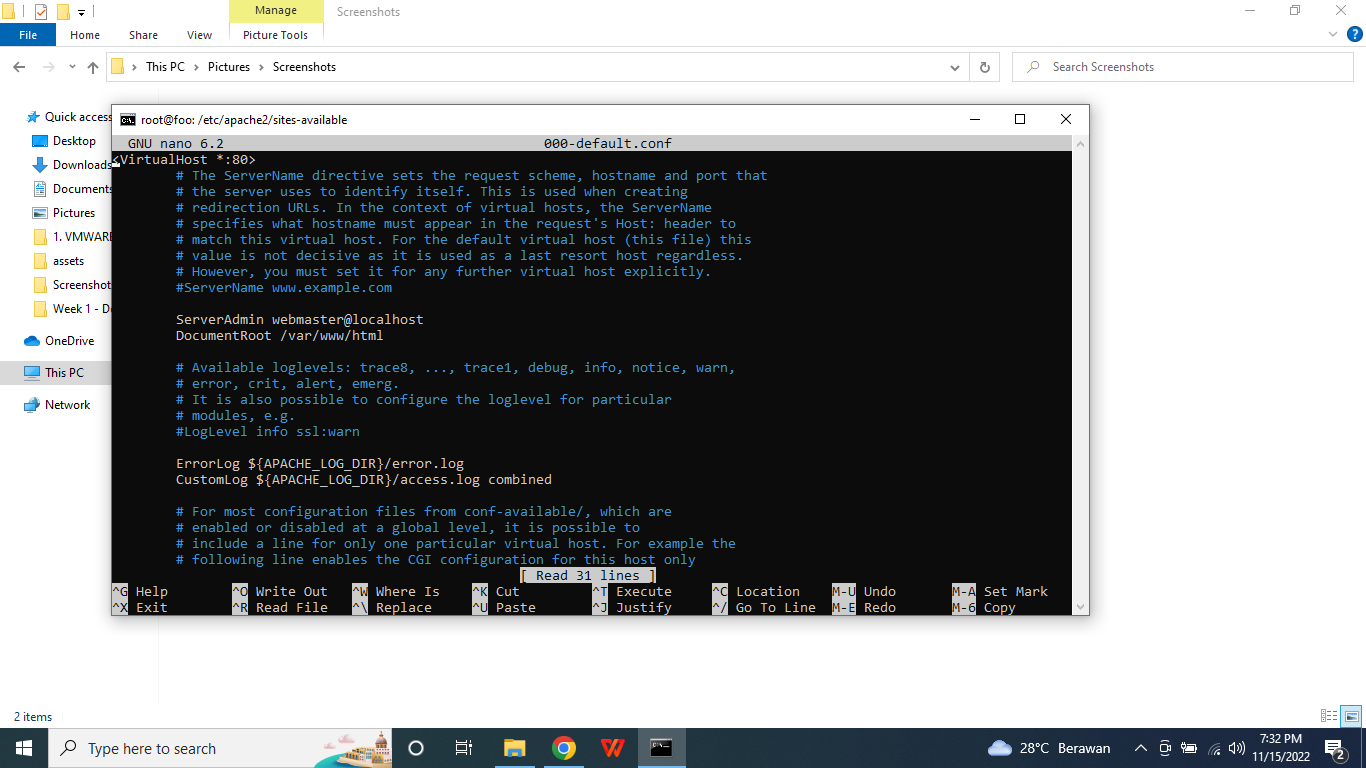 Manage
Screenshots
File
Home
Share
View
Picture Tools
This PC
Pictures
Screenshots
Search Screenshots
Quick access
Desktop
Downloads
Documents
Pictures
1. VMWARE
assets
Screenshot
Week 1 - D
OneDrive
This PC
Network
root@foo: /etc/apache2/sites-available
GNU nano 6.2
000-default.conf
<VirtualHost *:80>
# The ServerName directive sets the request scheme, hostname and port that
# the server uses to identify itself. This is used when creating
# redirection URLs. In the context of virtual hosts, the ServerName
# specifies what hostname must appear in the request's Host: header to
# match this virtual host. For the default virtual host (this file) this
# value is not decisive as it is used as a last resort host regardless.
# However, you must set it for any further virtual host explicitly.
#ServerName www.example.com
ServerAdmin webmaster@localhost
DocumentRoot /var/www/html
# Available loglevels: trace8, ..., trace1, debug, info, notice, warn,
# error, crit, alert, emerg.
# It is also possible to configure the loglevel for particular
# modules, e.g.
#LogLevel info ssl:warn
ErrorLog ${APACHE_LOG_DIR}/error.log
CustomLog ${APACHE_LOG_DIR}/access.log combined
# For most configuration files from conf-available/, which are
# enabled or disabled at a global level, it is possible to
# include a line for only one particular virtual host. For example the
# following line enables the CGI configuration for this host only
[ Read 31 lines ]
^G Help ^O Write Out ^W Where Is ^K Cut ^T Execute ^C Location M-U Undo M-A Set Mark
^X Exit ^R Read File ^\ Replace ^U Paste ^J Justify ^/ Go To Line M-E Redo M-6 Copy
2 items
Type here to search
28°C Berawan
7:32 PM
11/15/2022
2